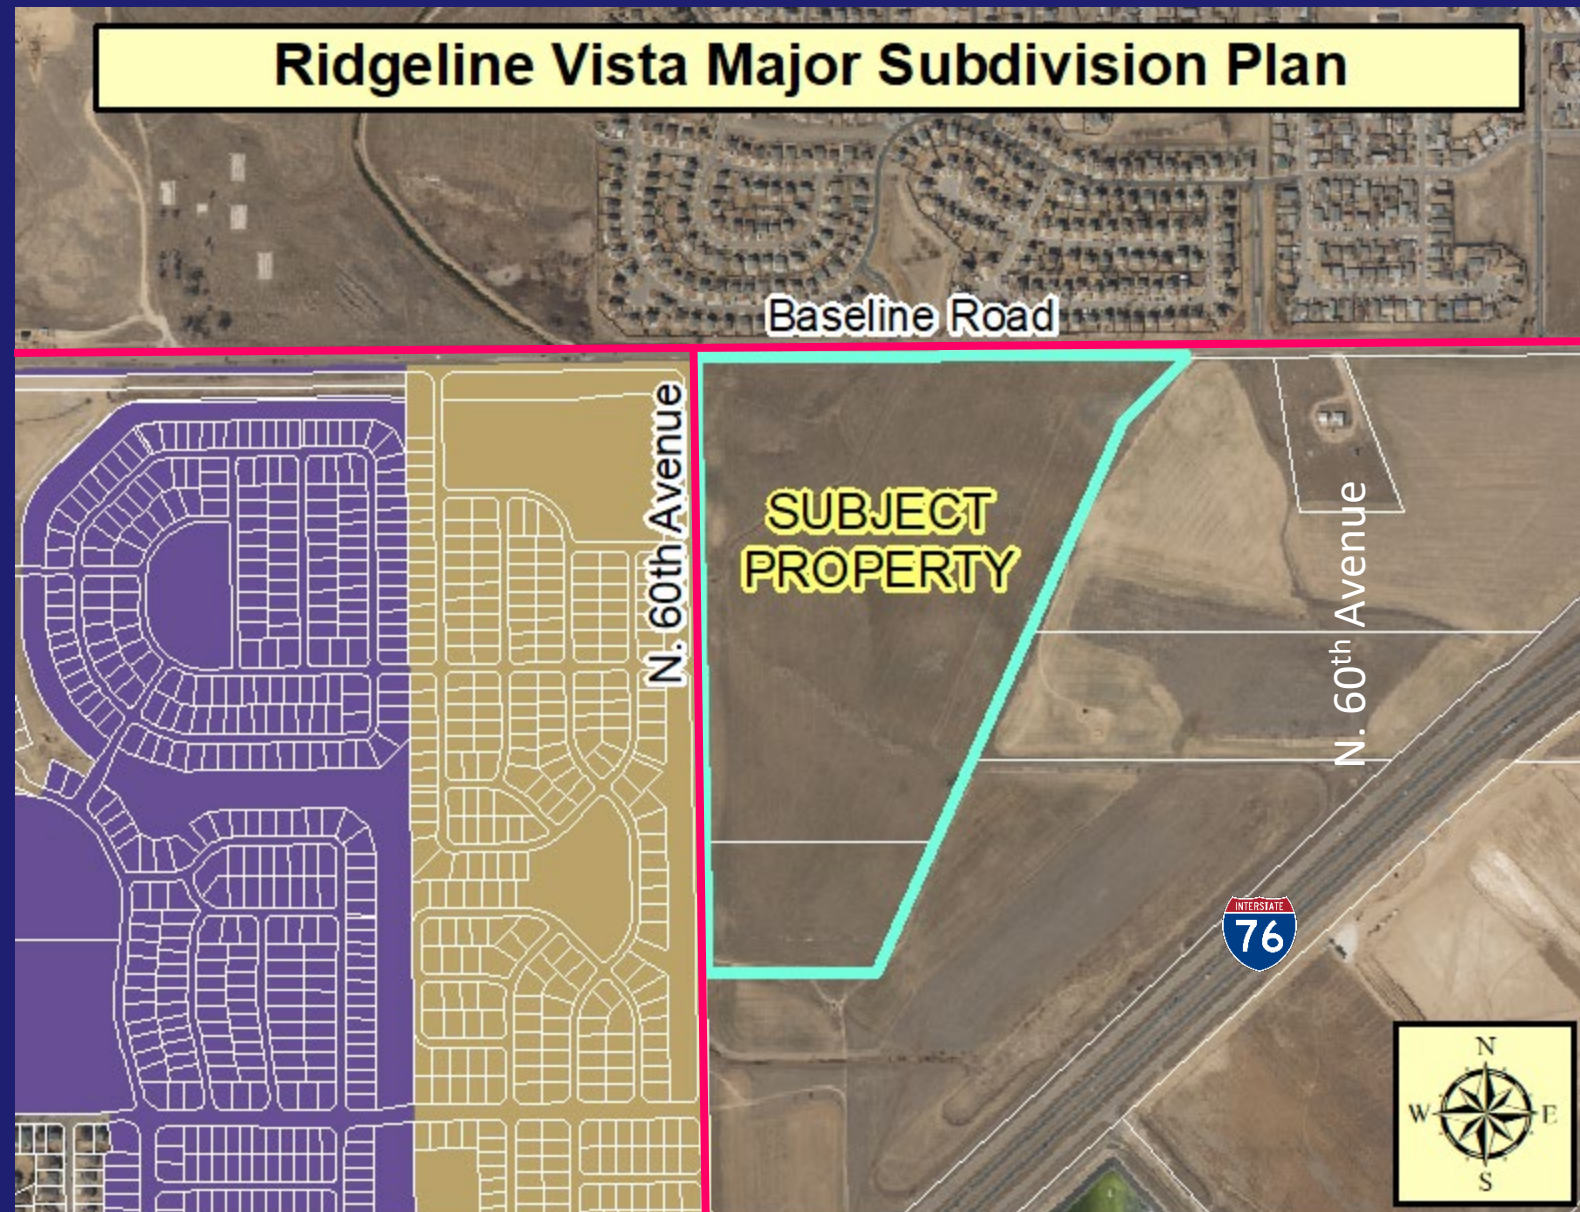 Ridgeline Vista Major Subdivision Plan
Baseline Road
N. 60th Avenue
SUBJECT
PROPERTY
N. 60th Avenue
INTERSTATE
76
N
W
E
S